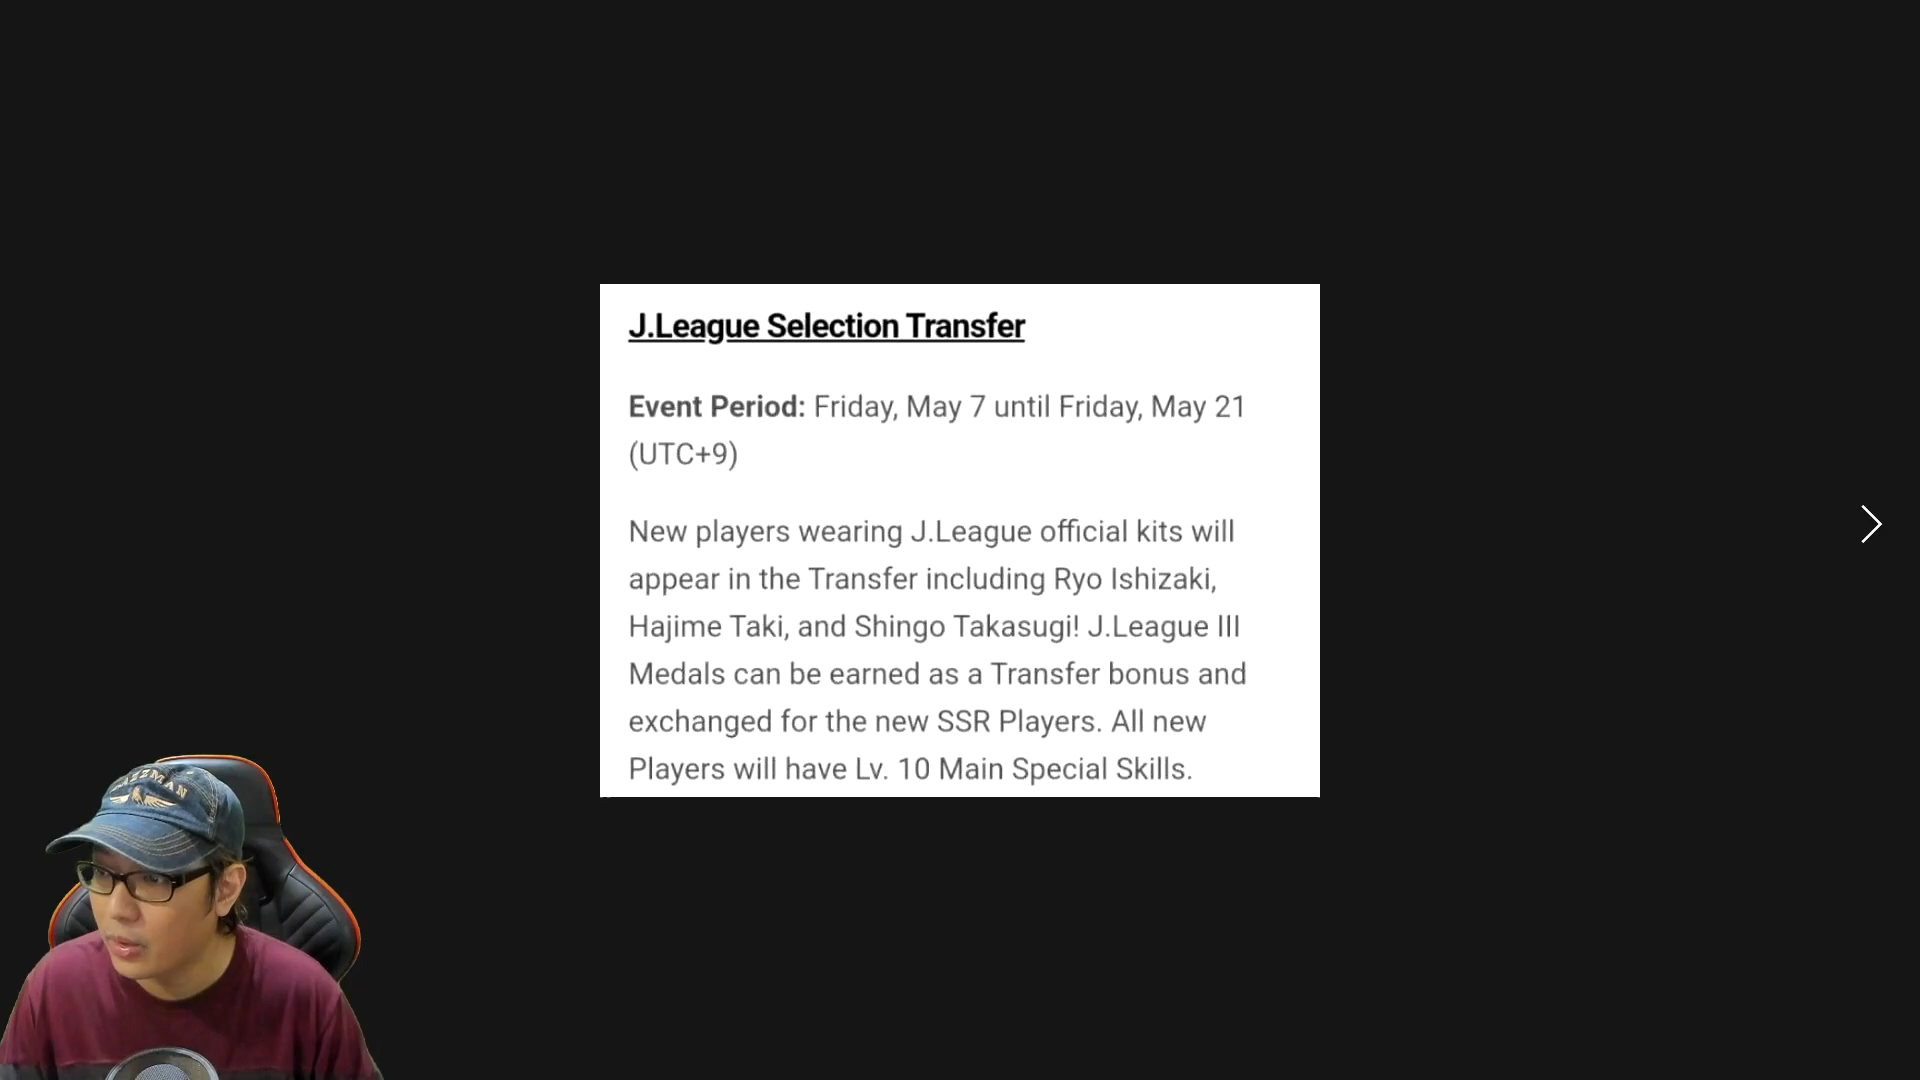 J.League Selection Transfer
Event Period: Friday, May 7 until Friday, May 21
(UTC+9)
New players wearing J.League official kits will
appear in the Transfer including Ryo Ishizaki,
Hajime Taki, and Shingo Takasugi! J.League III
Medals can be earned as a Transfer bonus and
exchanged for the new SSR Players. All new
Players will have Lv. 10 Main Special Skills.